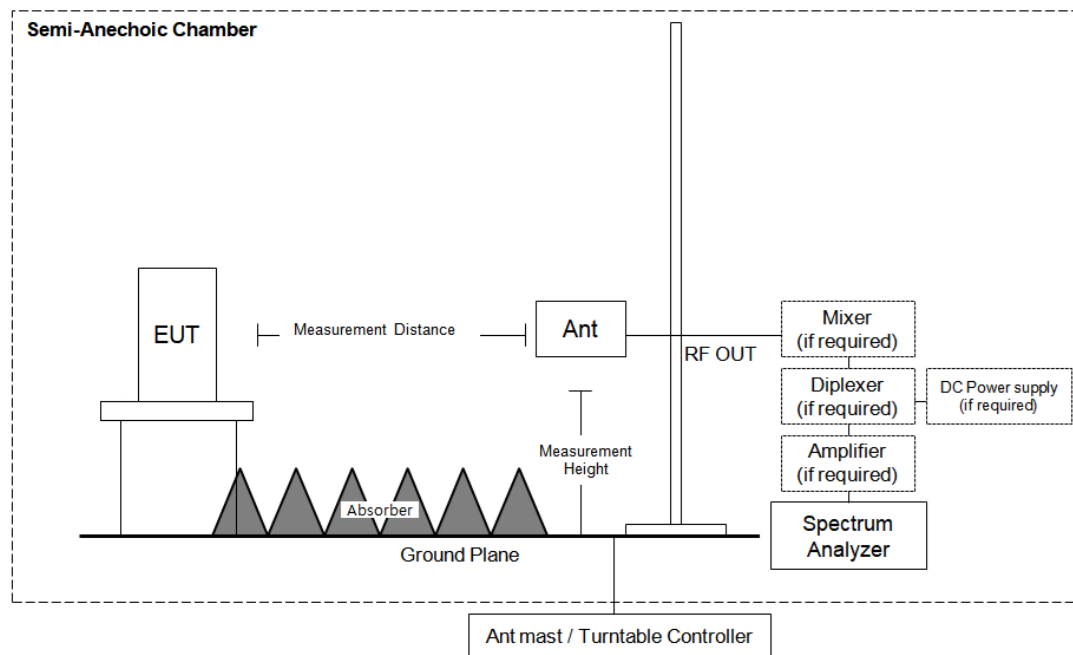 Semi-Anechoic Chamber
EUT
Measurement Distance
Ant
RF OUT
Mixer
(if required)
Diplexer
(if required)
DC Power supply
(if required)
Measurement
Height
Amplifier
(if required)
Absorber
Spectrum
Analyzer
Ground Plane
Ant mast / Turntable Controller